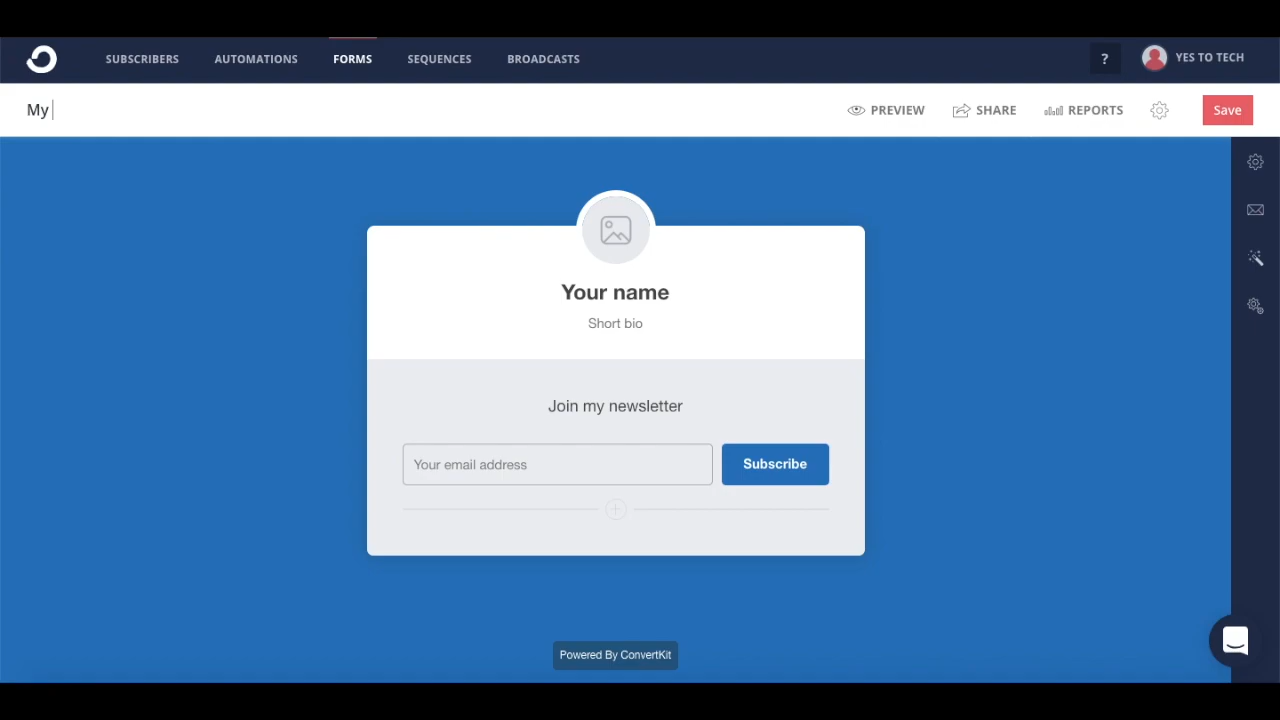 SUBSCRIBERS AUTOMATIONS FORMS SEQUENCES BROADCASTS ? YES TO TECH
My PREVIEW SHARE REPORTS Save
Your name
Short bio
Join my newsletter
Your email address Subscribe
Powered By ConvertKit